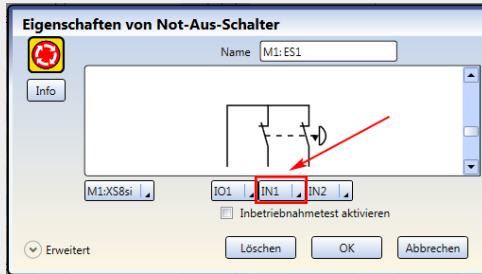 Eigenschaften von Not-Aus-Schalter
Name M1: ES1
Info
M1:XS8si IO1 IN1 IN2
Inbetriebnahmetest aktivieren
Erweitert Löschen OK Abbrechen